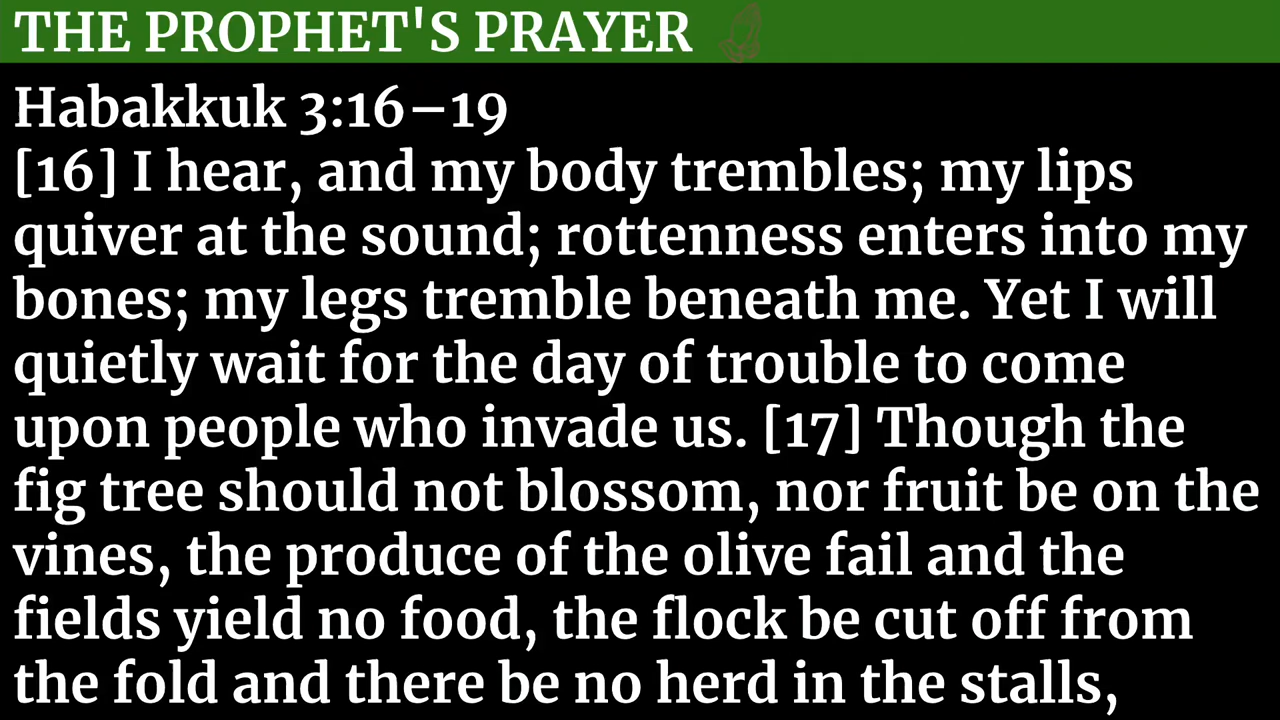 THE PROPHET'S PRAYER
Habakkuk 3:16–19
[16] I hear, and my body trembles; my lips
quiver at the sound; rottenness enters into my
bones; my legs tremble beneath me. Yet I will
quietly wait for the day of trouble to come
upon people who invade us. [17] Though the
fig tree should not blossom, nor fruit be on the
vines, the produce of the olive fail and the
fields yield no food, the flock be cut off from
the fold and there be no herd in the stalls,